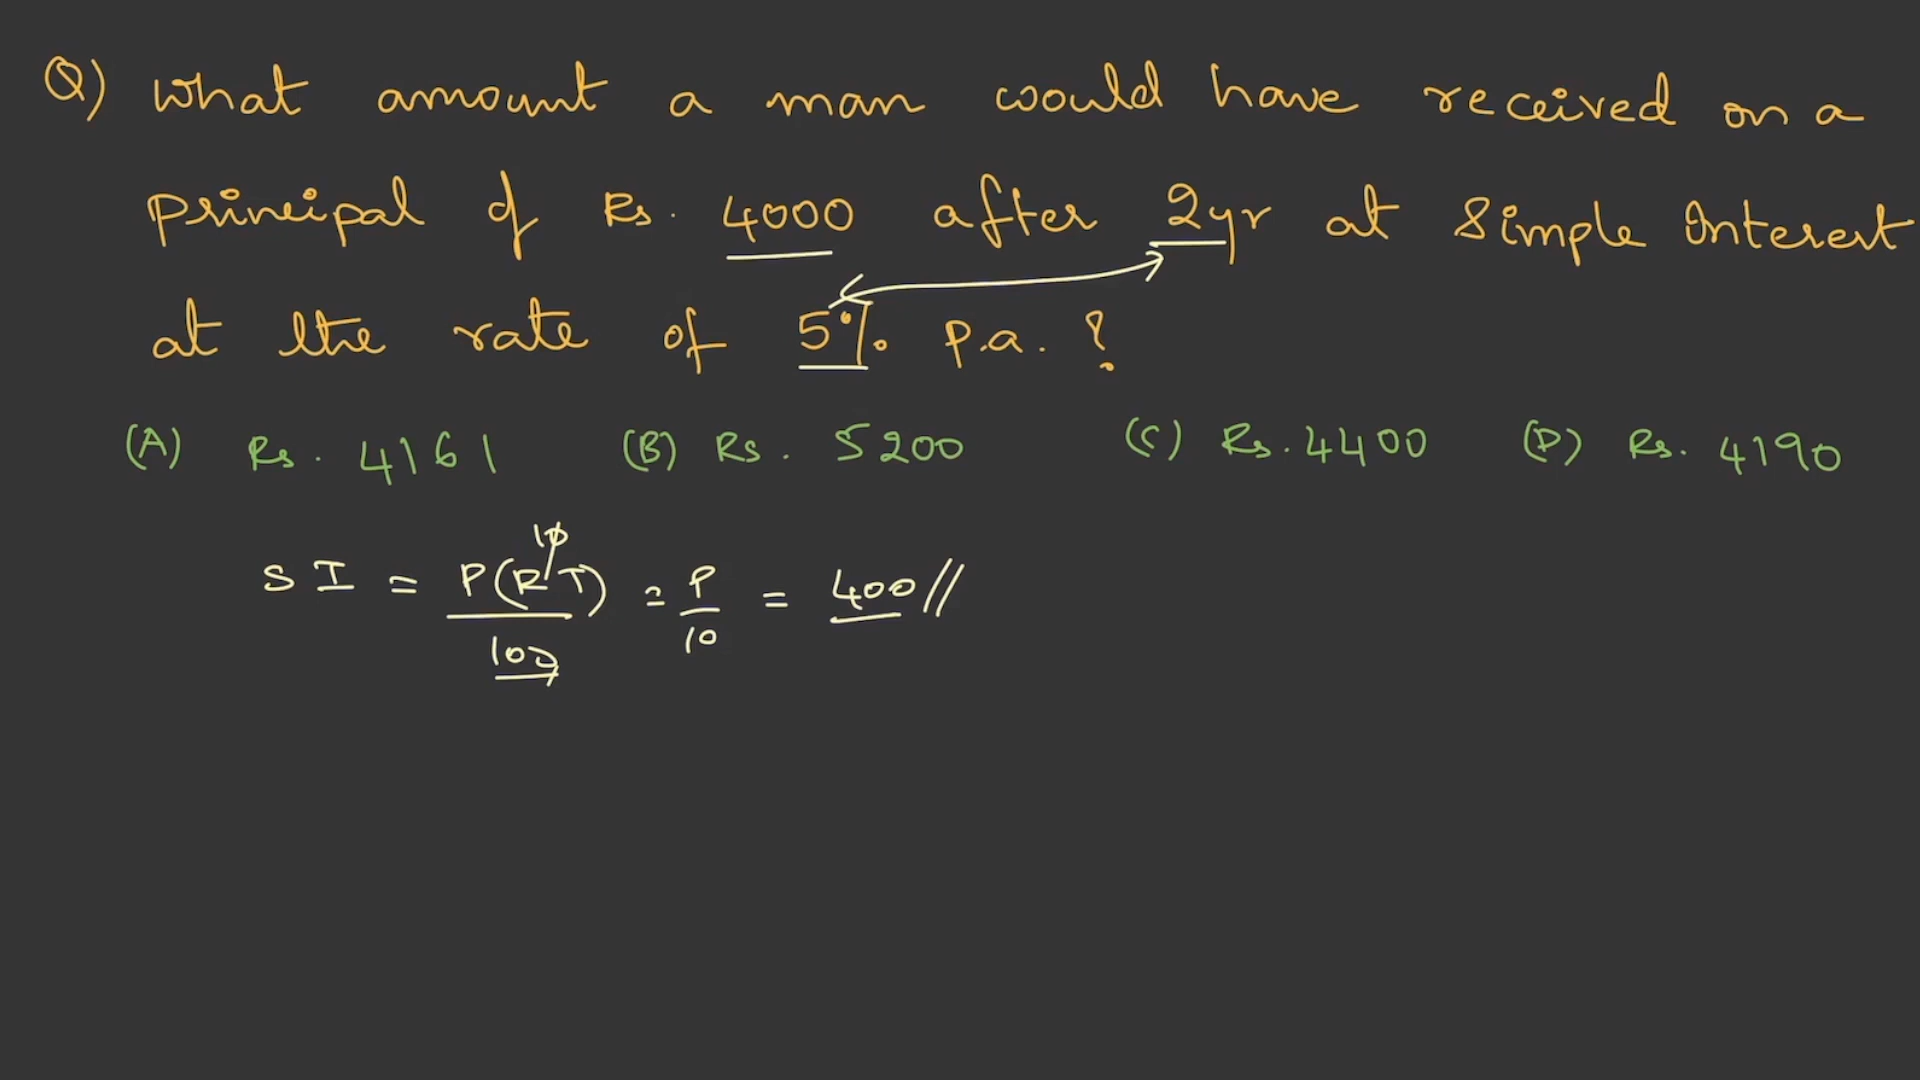 Q) What amount a man would have received on a
principal of Rs. 4000 after 2yr at Simple Interest
at the rate of 5% p.a. ?
(A) Rs. 4161 (B) Rs. 5200 (C) Rs. 4400 (D) Rs. 4190
10
SI = P(RT) = P = 400//
100 10